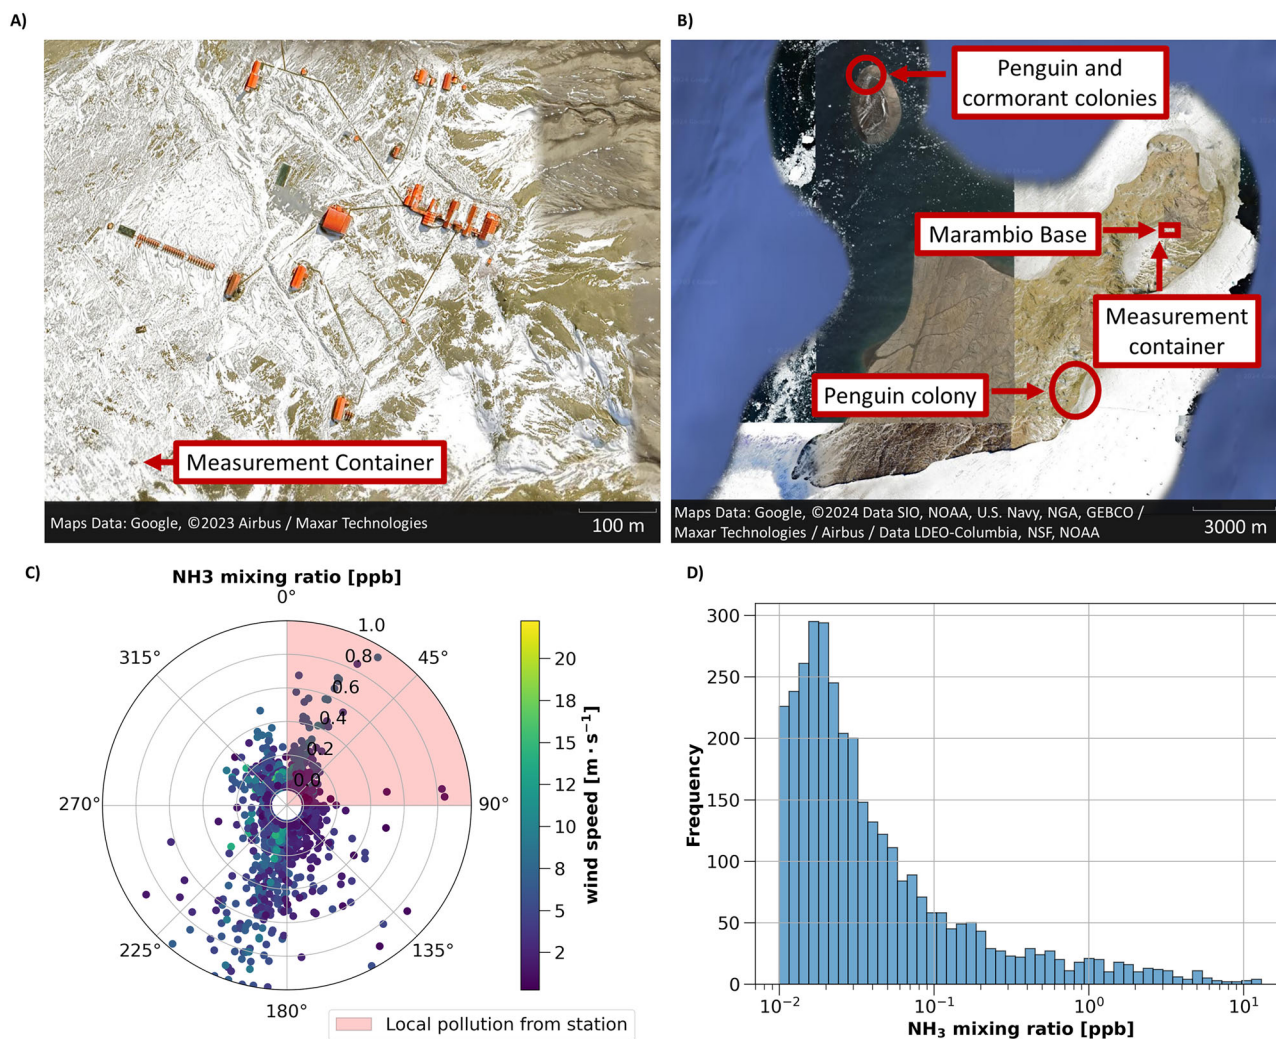 A)
Measurement Container
Maps Data: Google, ©2023 Airbus / Maxar Technologies
100 m
B)
Penguin and
cormorant colonies
Marambio Base
Measurement
container
Penguin colony
Maps Data: Google, ©2024 Data SIO, NOAA, U.S. Navy, NGA, GEBCO /
Maxar Technologies / Airbus / Data LDEO-Columbia, NSF, NOAA
3000 m
C)
NH3 mixing ratio [ppb]
0°
45°
90°
135°
180°
225°
270°
315°
1.0
0.8
0.6
0.4
0.2
0.0
20
18
15
12
10
8
5
2
wind speed [m · s⁻¹]
Local pollution from station
D)
300
250
200
150
100
50
0
Frequency
10⁻² 10⁻¹ 10⁰ 10¹
NH₃ mixing ratio [ppb]